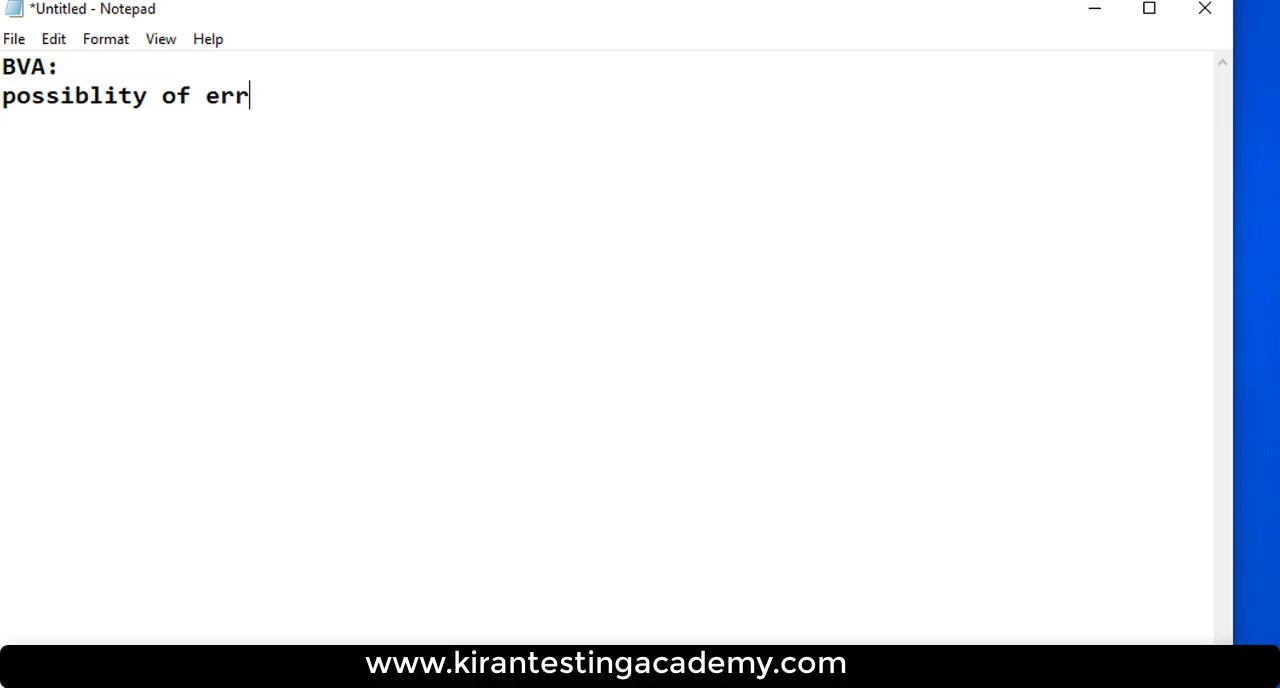 *Untitled - Notepad
File Edit Format View Help
BVA:
possiblity of err
www.kirantestingacademy.com